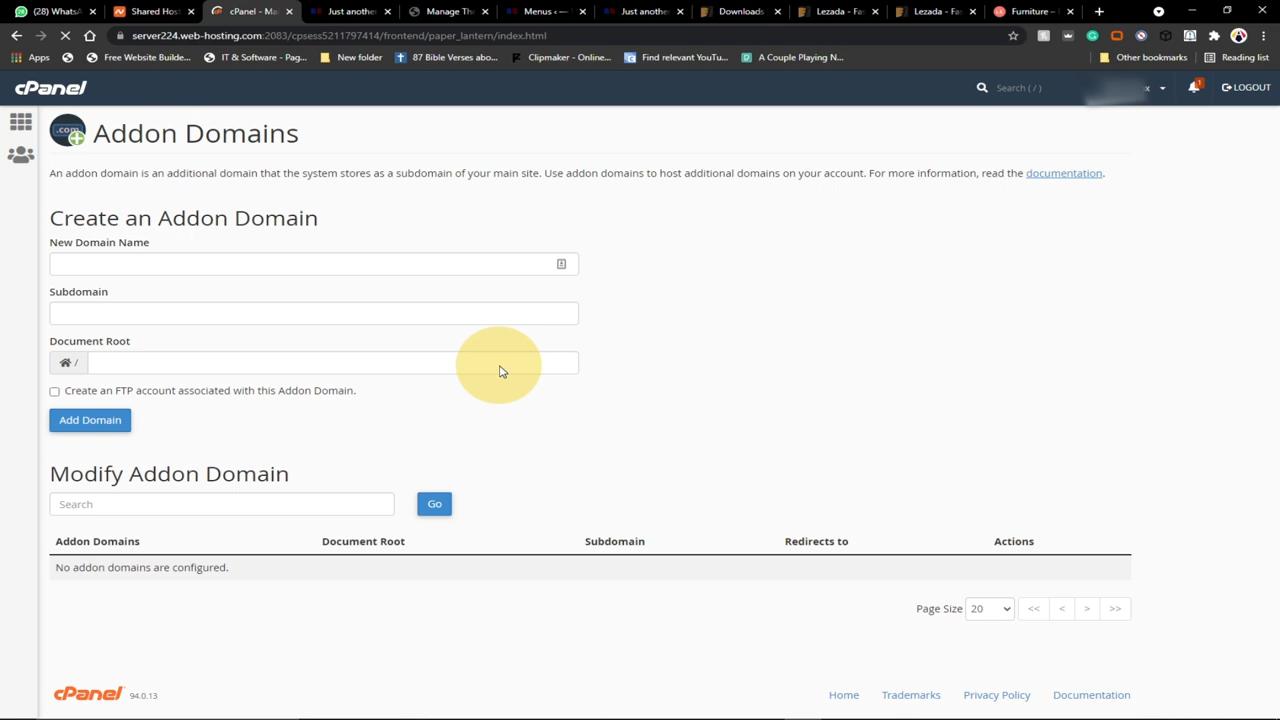 (28) WhatsA
Shared Host
cPanel - Ma
Just anothe
Manage The
Menus ‹ —
Just anothe
Downloads
Lezada - Fas
Lezada - Fas
Furniture –
server224.web-hosting.com:2083/cpsess5211797414/frontend/paper_lantern/index.html
Apps
Free Website Builde...
IT & Software - Pag...
New folder
87 Bible Verses abo...
Clipmaker - Online...
Find relevant YouTu...
A Couple Playing N...
Other bookmarks
Reading list
cPanel
Search ( / )
x
1
LOGOUT
.com
Addon Domains
An addon domain is an additional domain that the system stores as a subdomain of your main site. Use addon domains to host additional domains on your account. For more information, read the documentation.
Create an Addon Domain
New Domain Name
Subdomain
Document Root
/
Create an FTP account associated with this Addon Domain.
Add Domain
Modify Addon Domain
Search
Go
Addon Domains Document Root Subdomain Redirects to Actions
No addon domains are configured.
Page Size 20 << < > >>
cPanel 94.0.13
Home Trademarks Privacy Policy Documentation